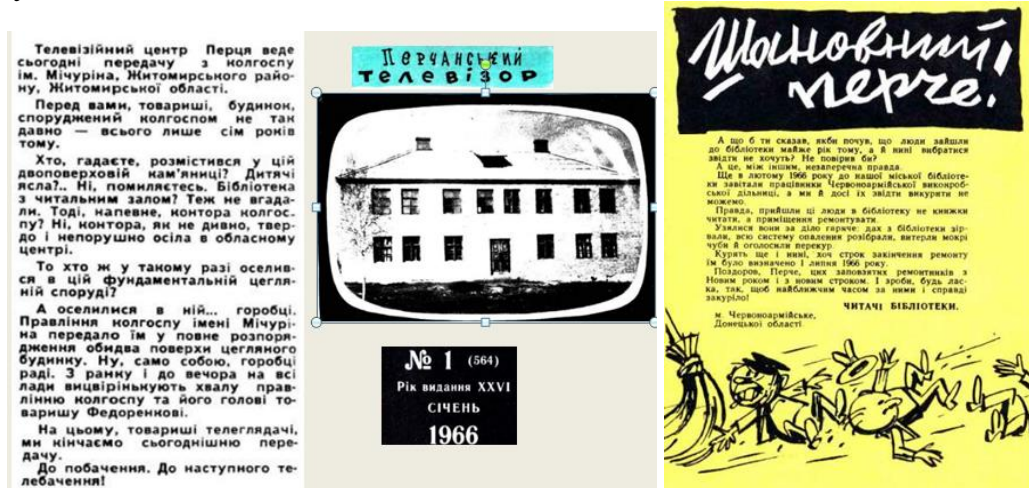 Телевізійний центр Перця веде
сьогодні передачу з колгоспу
ім. Мічуріна, Житомирського райо-
ну, Житомирської області.
Перед вами, товариші, будинок,
споруджений колгоспом не так
давно — всього лише сім років
тому.
Хто, гадаєте, розмістився у цій
двоповерховій кам'яниці? Дитячі
ясла?.. Ні, помиляєтесь. Бібліотека
з читальним залом? Теж не вгада-
ли. Тоді, напевне, контора колгос-
пу? Ні, контора, як не дивно, твер-
до і непорушно осіла в обласному
центрі.
То хто ж у такому разі оселив-
ся в цій фундаментальній цегля-
ній споруді?
А оселилися в ній... горобці.
Правління колгоспу імені Мічурі-
на передало їм у повне розпоря-
дження обидва поверхи цегляного
будинку. Ну, само собою, горобці
раді. З ранку і до вечора на всі
лади вицвірінькують хвалу прав-
лінню колгоспу та його голові то-
варишу Федоренкові.
На цьому, товариші телеглядачі,
ми кінчаємо сьогоднішню пере-
дачу.
До побачення. До наступного те-
лебачення!
ПЕРЧАНСЬКИЙ
ТЕЛЕВІЗОР
№ 1 (564)
Рік видання XXVI
СІЧЕНЬ
1966
Шановний
перче!
А що б ти сказав, якби почув, що люди зайшли
до бібліотеки майже рік тому, а й нині вибратися
звідти не хочуть? Не повірив би?
А це, між іншим, незаперечна правда.
Ще в лютому 1966 року до нашої міської бібліоте-
ки завітали працівники Червоноармійської виконроб-
ської дільниці, а ми й досі їх звідти викурити не
можемо.
Правда, прийшли ці люди в бібліотеку не книжки
читати, а приміщення ремонтувати.
Узялися вони за діло гаряче: дах з бібліотеки зір-
вали, всю систему опалення розібрали, витерли мокрі
чуби й оголосили перекур.
Курять ще і нині, хоч строк закінчення ремонту
їм було визначено 1 липня 1966 року.
Поздоров, Перче, цих заповзятих ремонтників з
Новим роком і з новим строком. І зроби, будь лас-
ка, так, щоб найближчим часом за ними і справді
закуріло!
ЧИТАЧІ БІБЛІОТЕКИ.
м. Червоноармійське,
Донецької області.